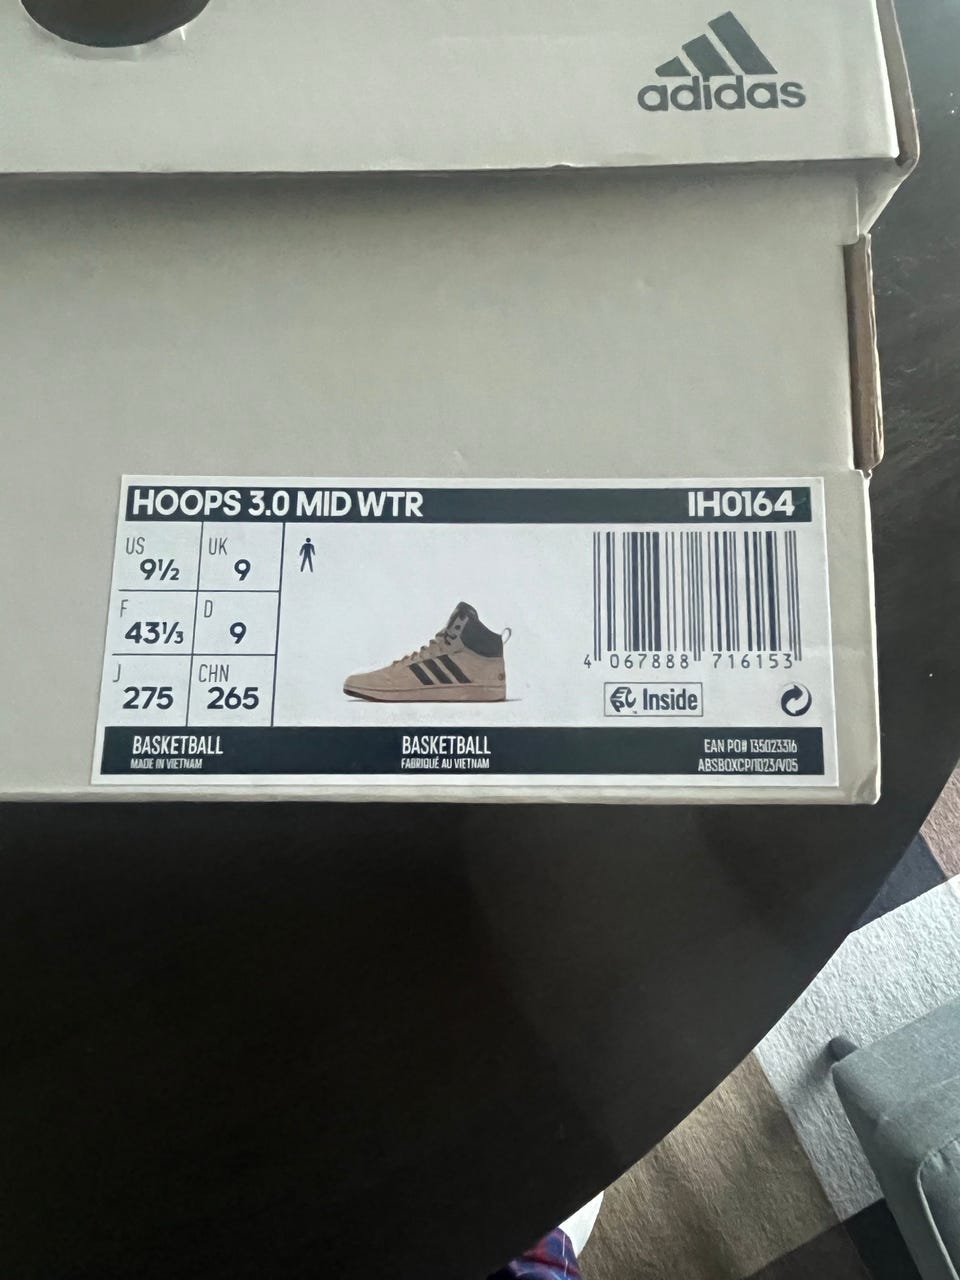 adidas
HOOPS 3.0 MID WTR IH0164
US 9½ UK 9
F 43⅓ D 9
J 275 CHN 265
4 067888 716153
EPC Inside
BASKETBALL BASKETBALL EAN PO# 135023316
MADE IN VIETNAM FABRIQUÉ AU VIETNAM ABSBOXCP/1023/V05